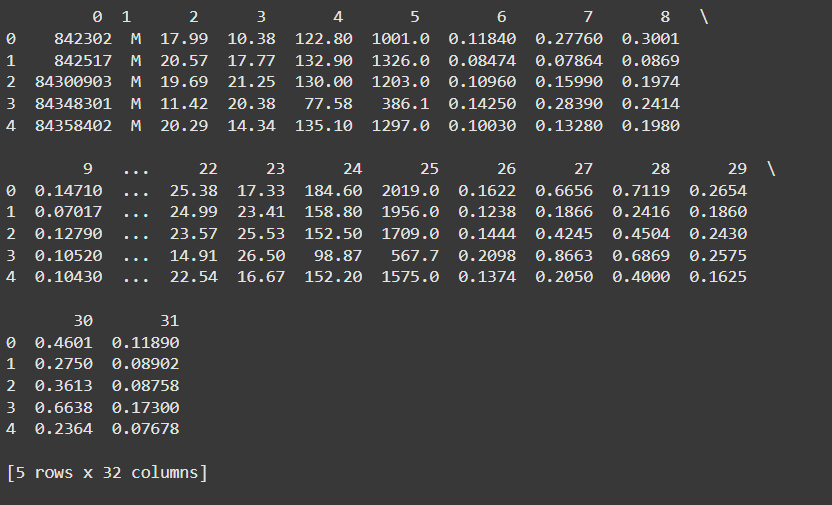 0 1 2 3 4 5 6 7 8 \
0 842302 M 17.99 10.38 122.80 1001.0 0.11840 0.27760 0.3001
1 842517 M 20.57 17.77 132.90 1326.0 0.08474 0.07864 0.0869
2 84300903 M 19.69 21.25 130.00 1203.0 0.10960 0.15990 0.1974
3 84348301 M 11.42 20.38 77.58 386.1 0.14250 0.28390 0.2414
4 84358402 M 20.29 14.34 135.10 1297.0 0.10030 0.13280 0.1980
9 ... 22 23 24 25 26 27 28 29 \
0 0.14710 ... 25.38 17.33 184.60 2019.0 0.1622 0.6656 0.7119 0.2654
1 0.07017 ... 24.99 23.41 158.80 1956.0 0.1238 0.1866 0.2416 0.1860
2 0.12790 ... 23.57 25.53 152.50 1709.0 0.1444 0.4245 0.4504 0.2430
3 0.10520 ... 14.91 26.50 98.87 567.7 0.2098 0.8663 0.6869 0.2575
4 0.10430 ... 22.54 16.67 152.20 1575.0 0.1374 0.2050 0.4000 0.1625
30 31
0 0.4601 0.11890
1 0.2750 0.08902
2 0.3613 0.08758
3 0.6638 0.17300
4 0.2364 0.07678
[5 rows x 32 columns]